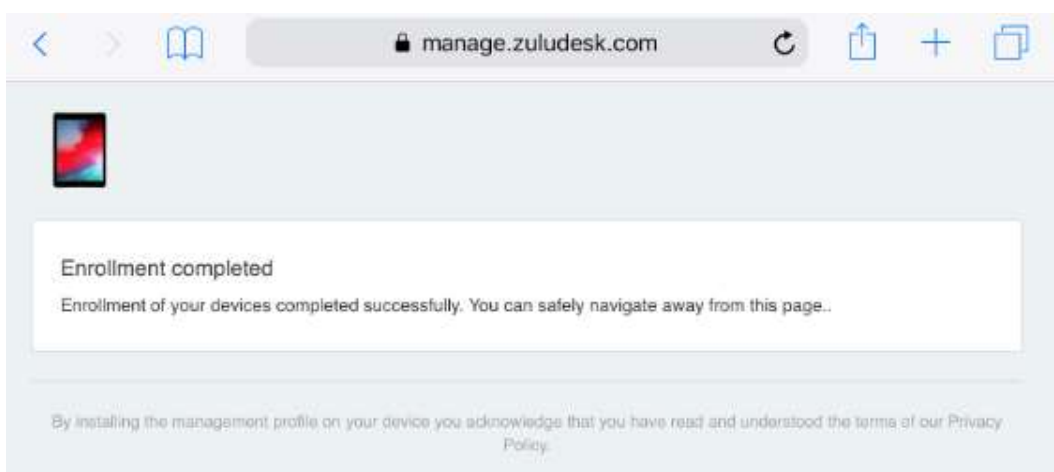 manage.zuludesk.com
Enrollment completed
Enrollment of your devices completed successfully. You can safely navigate away from this page..
By installing the management profile on your device you acknowledge that you have read and understood the terms of our Privacy
Policy.